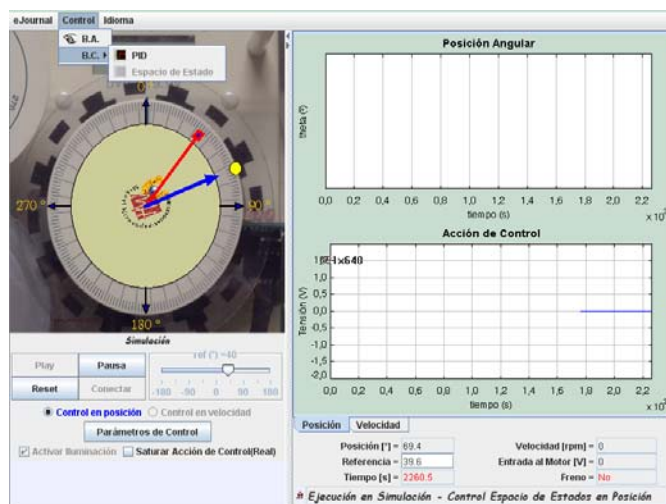 eJournal Control Idioma
B.A.
B.C. PID
Espacio de Estado
0º
270 º
90 º
180 º
Simulación
Play Pausa
ref (º) =40
Reset Conectar
-180 -90 0 90 180
Control en posición Control en velocidad
Parámetros de Control
Activar Iluminación Saturar Acción de Control(Real)
Posición Angular
theta (º)
0,0 0,2 0,4 0,6 0,8 1,0 1,2 1,4 1,6 1,8 2,0 2,2
tiempo (s)
Acción de Control
2,0
1,0
0,5
0,0
-0,5
-1,0
-1,5
-2,0
Tensión (V)
0,0 0,2 0,4 0,6 0,8 1,0 1,2 1,4 1,6 1,8 2,0 2,2
tiempo (s)
Posición Velocidad
Posición [º] = 69.4 Velocidad [rpm] = 0
Referencia = 39.6 Entrada al Motor [V] = 0
Tiempo [s] = 2260.5 Freno = No
Ejecución en Simulación - Control Espacio de Estados en Posición